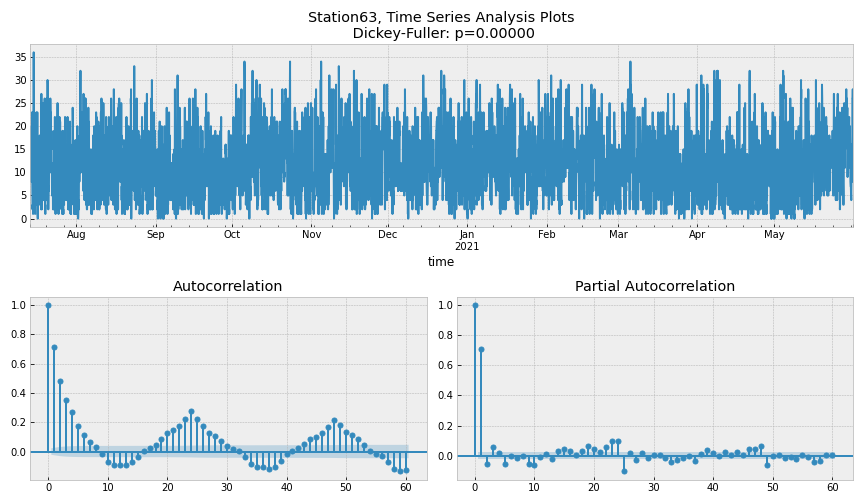 Station63, Time Series Analysis Plots
Dickey-Fuller: p=0.00000
35
30
25
20
15
10
5
0
Aug Sep Oct Nov Dec Jan Feb Mar Apr May
2021
time
Autocorrelation
1.0
0.8
0.6
0.4
0.2
0.0
0 10 20 30 40 50 60
Partial Autocorrelation
1.0
0.8
0.6
0.4
0.2
0.0
0 10 20 30 40 50 60